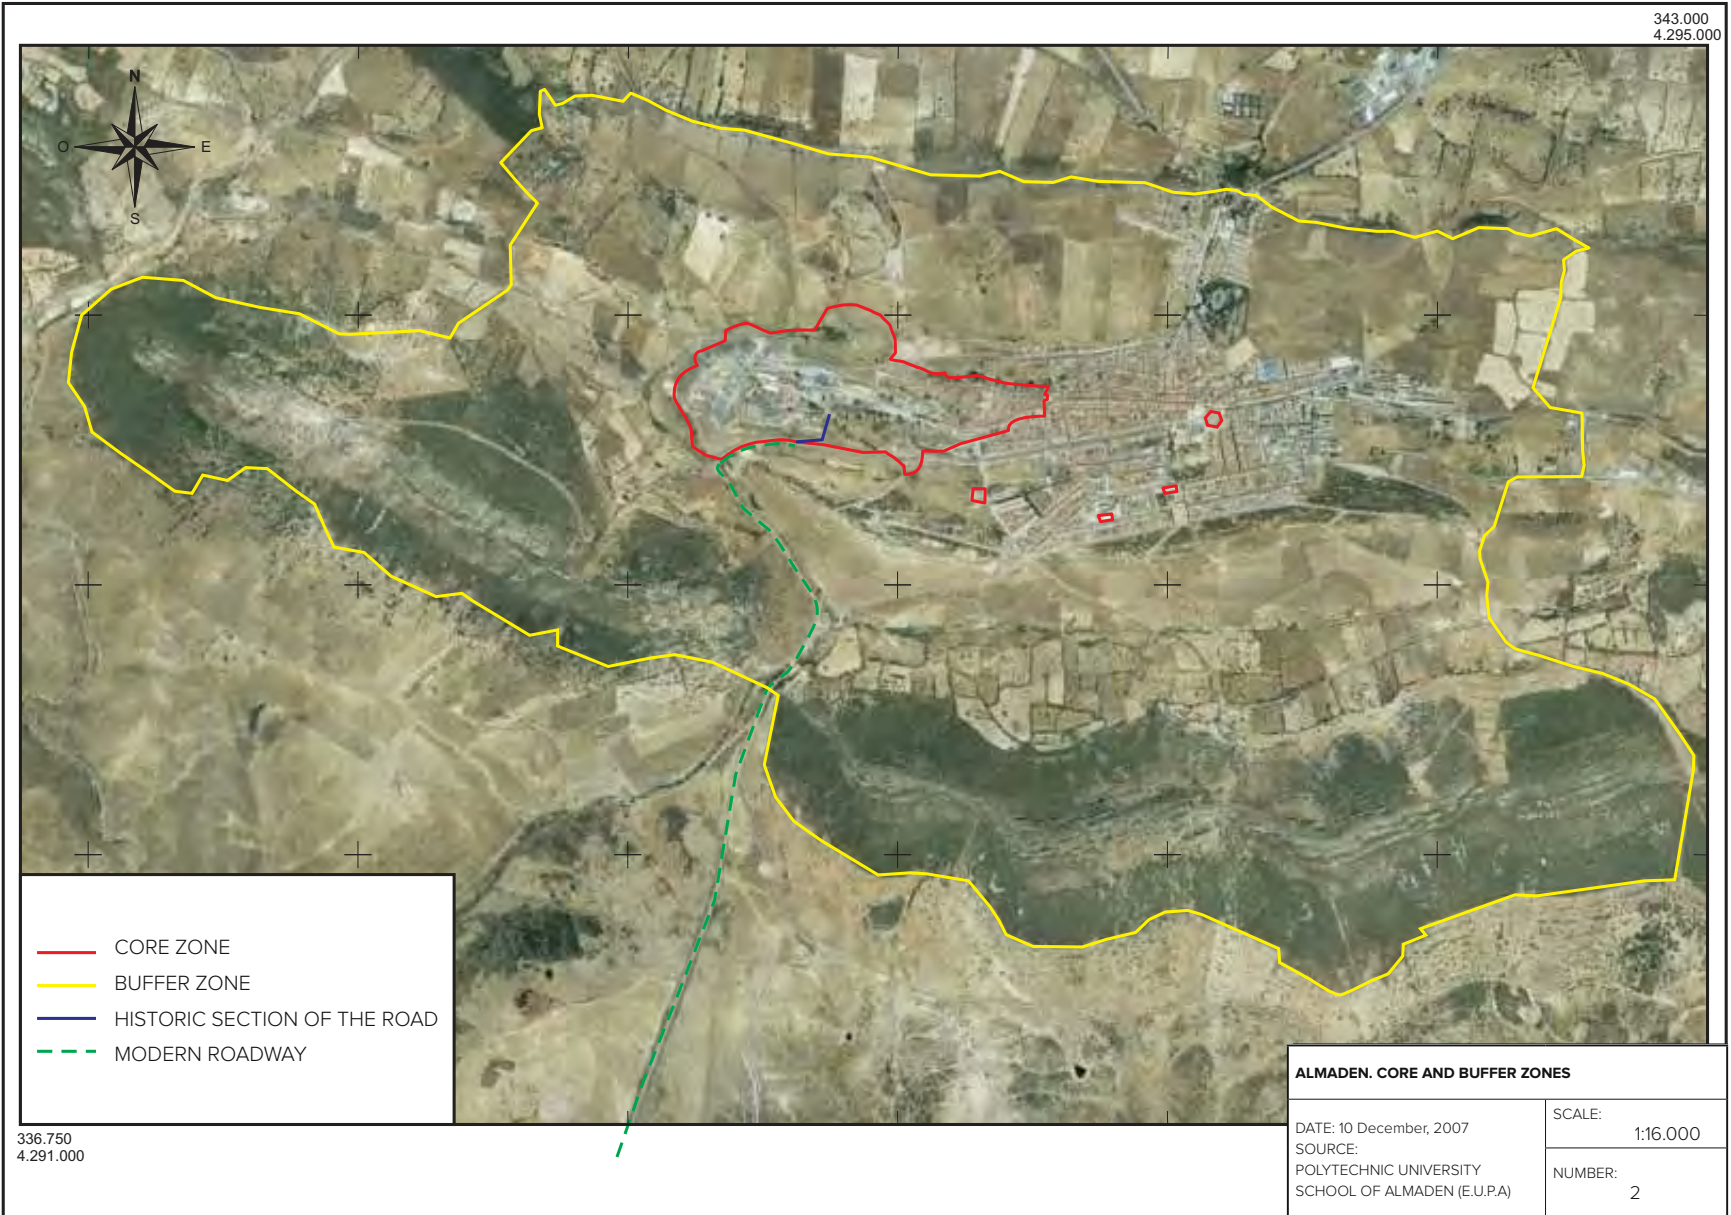 343.000
4.295.000
N
O
E
S
CORE ZONE
BUFFER ZONE
HISTORIC SECTION OF THE ROAD
MODERN ROADWAY
336.750
4.291.000
ALMADEN. CORE AND BUFFER ZONES
DATE: 10 December, 2007
SOURCE:
POLYTECHNIC UNIVERSITY
SCHOOL OF ALMADEN (E.U.P.A)
SCALE:
1:16.000
NUMBER:
2